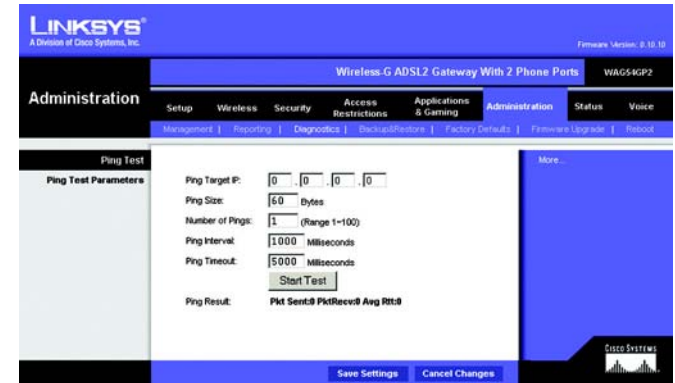 LINKSYS®
A Division of Cisco Systems, Inc.
Firmware Version: 0.10.10
Wireless-G ADSL2 Gateway With 2 Phone Ports WAG54GP2
Administration
Setup Wireless Security Access Restrictions Applications & Gaming Administration Status Voice
Management | Reporting | Diagnostics | Backup&Restore | Factory Defaults | Firmware Upgrade | Reboot
Ping Test
More...
Ping Test Parameters
Ping Target IP: 0 . 0 . 0 . 0
Ping Size: 60 Bytes
Number of Pings: 1 (Range 1~100)
Ping Interval: 1000 Milliseconds
Ping Timeout: 5000 Milliseconds
Start Test
Ping Result: Pkt Sent:0 PktRecv:0 Avg Rtt:0
CISCO SYSTEMS
Save Settings Cancel Changes